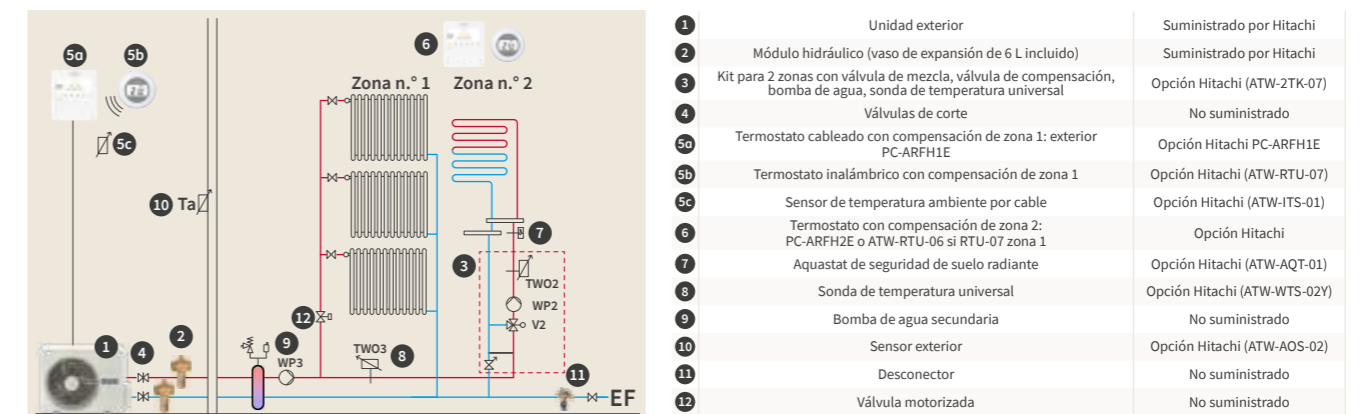 5a
5b
6
Zona n.° 1
Zona n.° 2
5c
10
Ta
7
3
TWO2
WP2
V2
12
1
4
2
9
WP3
TWO3
8
11
EF
1 Unidad exterior Suministrado por Hitachi
2 Módulo hidráulico (vaso de expansión de 6 L incluido) Suministrado por Hitachi
3 Kit para 2 zonas con válvula de mezcla, válvula de compensación,
bomba de agua, sonda de temperatura universal Opción Hitachi (ATW-2TK-07)
4 Válvulas de corte No suministrado
5a Termostato cableado con compensación de zona 1: exterior
PC-ARFH1E Opción Hitachi PC-ARFH1E
5b Termostato inalámbrico con compensación de zona 1 Opción Hitachi (ATW-RTU-07)
5c Sensor de temperatura ambiente por cable Opción Hitachi (ATW-ITS-01)
6 Termostato con compensación de zona 2:
PC-ARFH2E o ATW-RTU-06 si RTU-07 zona 1 Opción Hitachi
7 Aquastat de seguridad de suelo radiante Opción Hitachi (ATW-AQT-01)
8 Sonda de temperatura universal Opción Hitachi (ATW-WTS-02Y)
9 Bomba de agua secundaria No suministrado
10 Sensor exterior Opción Hitachi (ATW-AOS-02)
11 Desconector No suministrado
12 Válvula motorizada No suministrado